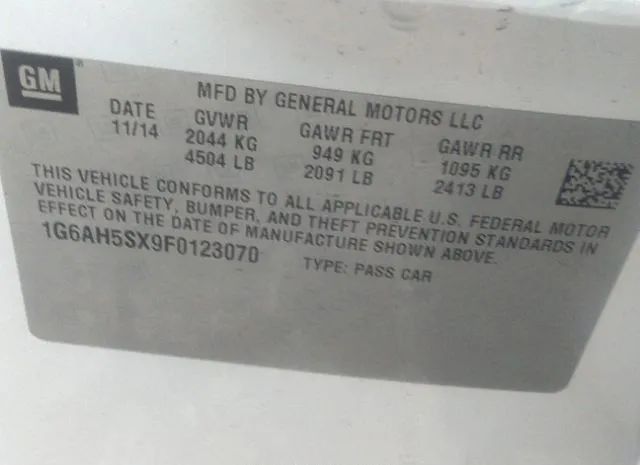 GM
MFD BY GENERAL MOTORS LLC
DATE GVWR GAWR FRT GAWR RR
11/14 2044 KG 949 KG 1095 KG
4504 LB 2091 LB 2413 LB
THIS VEHICLE CONFORMS TO ALL APPLICABLE U.S. FEDERAL MOTOR
VEHICLE SAFETY, BUMPER, AND THEFT PREVENTION STANDARDS IN
EFFECT ON THE DATE OF MANUFACTURE SHOWN ABOVE.
1G6AH5SX9F0123070 TYPE: PASS CAR